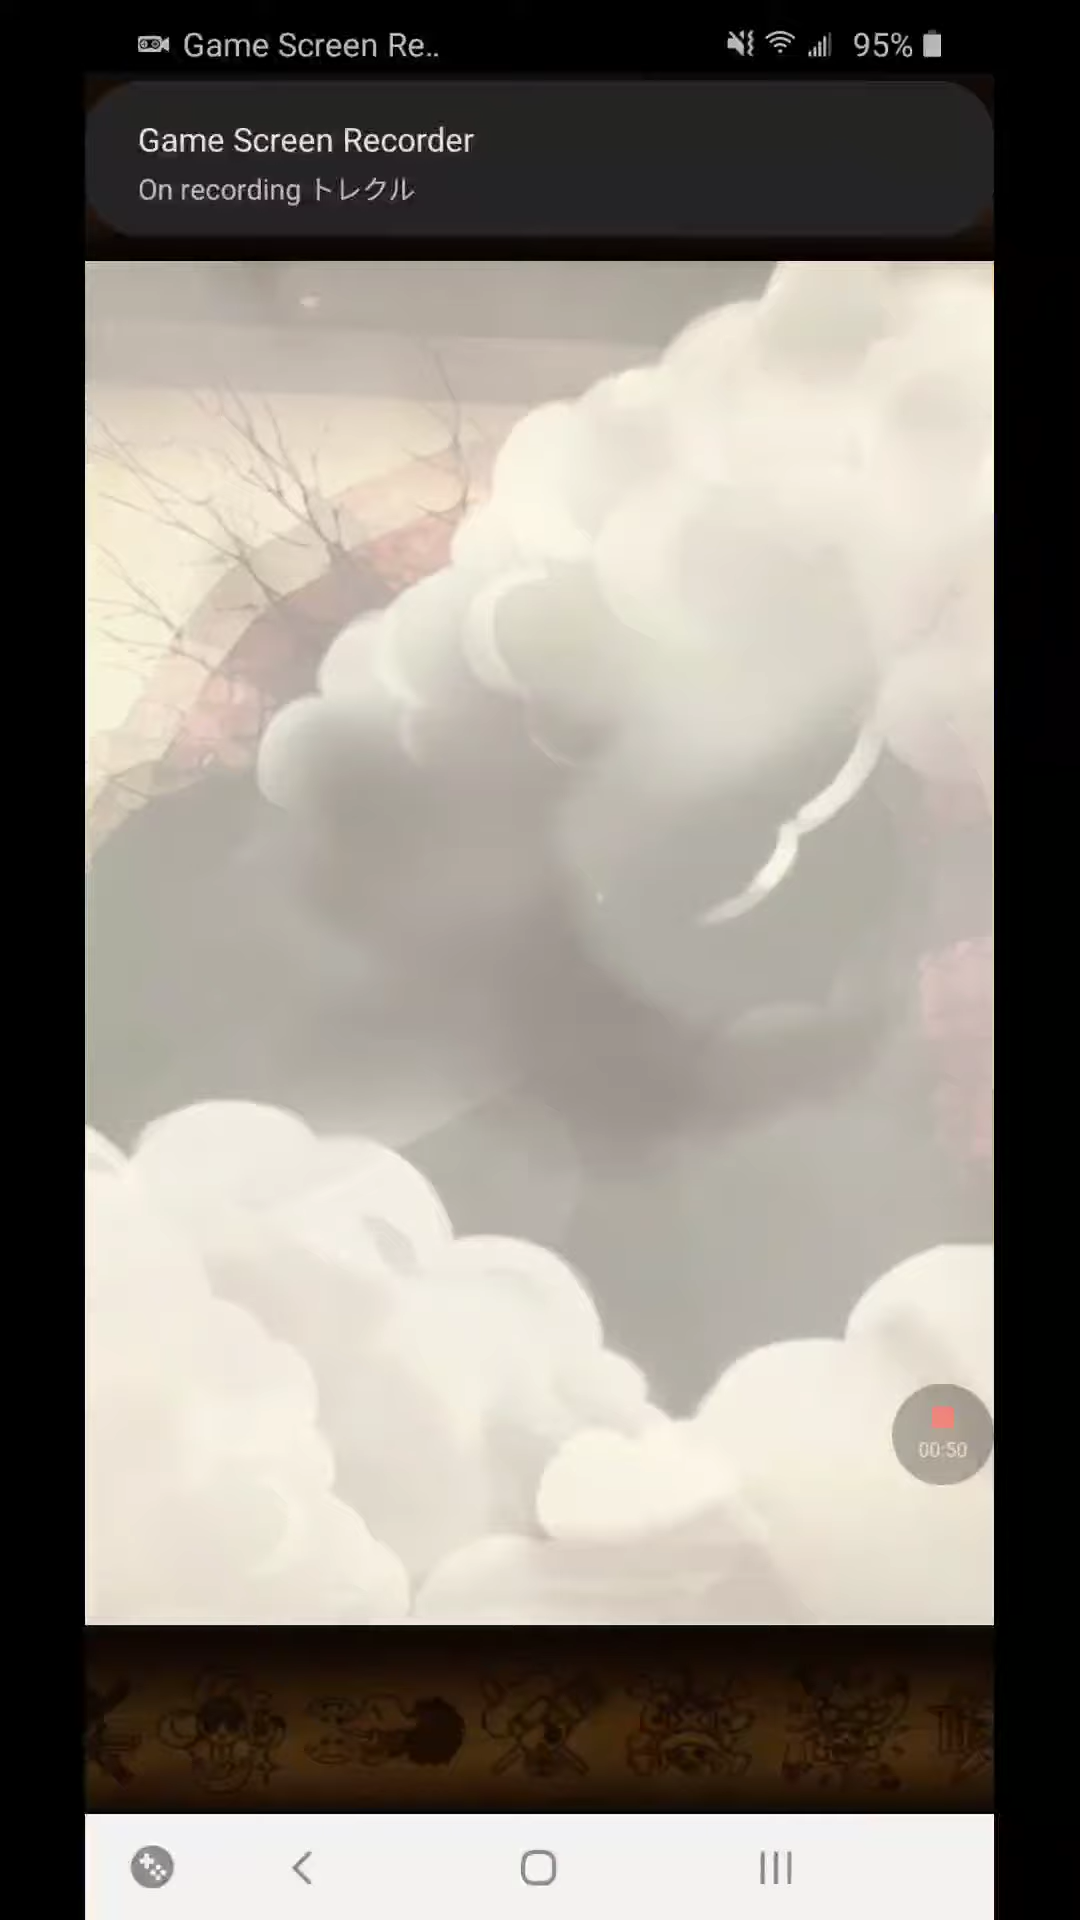 Game Screen Re..
95%
Game Screen Recorder
On recording トレクル
00:50